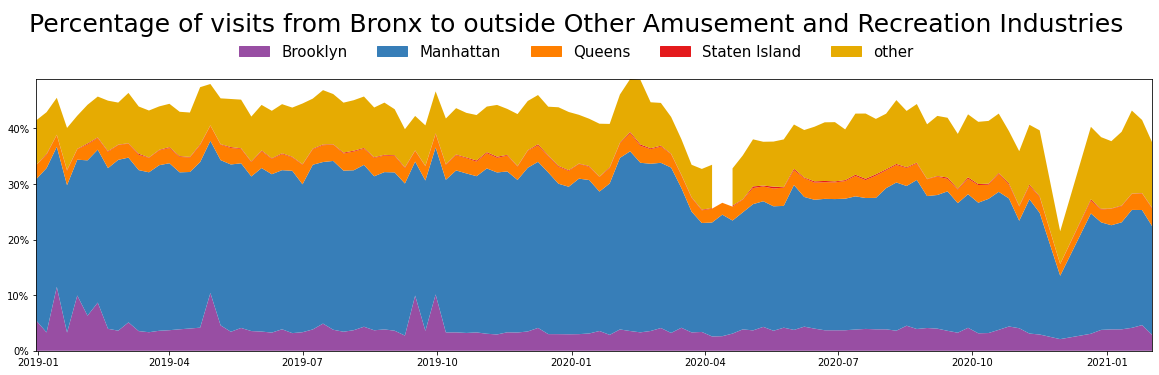 Percentage of visits from Bronx to outside Other Amusement and Recreation Industries
Brooklyn Manhattan Queens Staten Island other
40%
30%
20%
10%
0%
2019-01 2019-04 2019-07 2019-10 2020-01 2020-04 2020-07 2020-10 2021-01